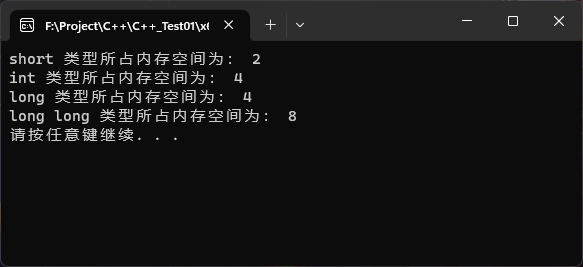 F:\Project\C++\C++_Test01\x6
short 类型所占内存空间为: 2
int 类型所占内存空间为: 4
long 类型所占内存空间为: 4
long long 类型所占内存空间为: 8
请按任意键继续. . .